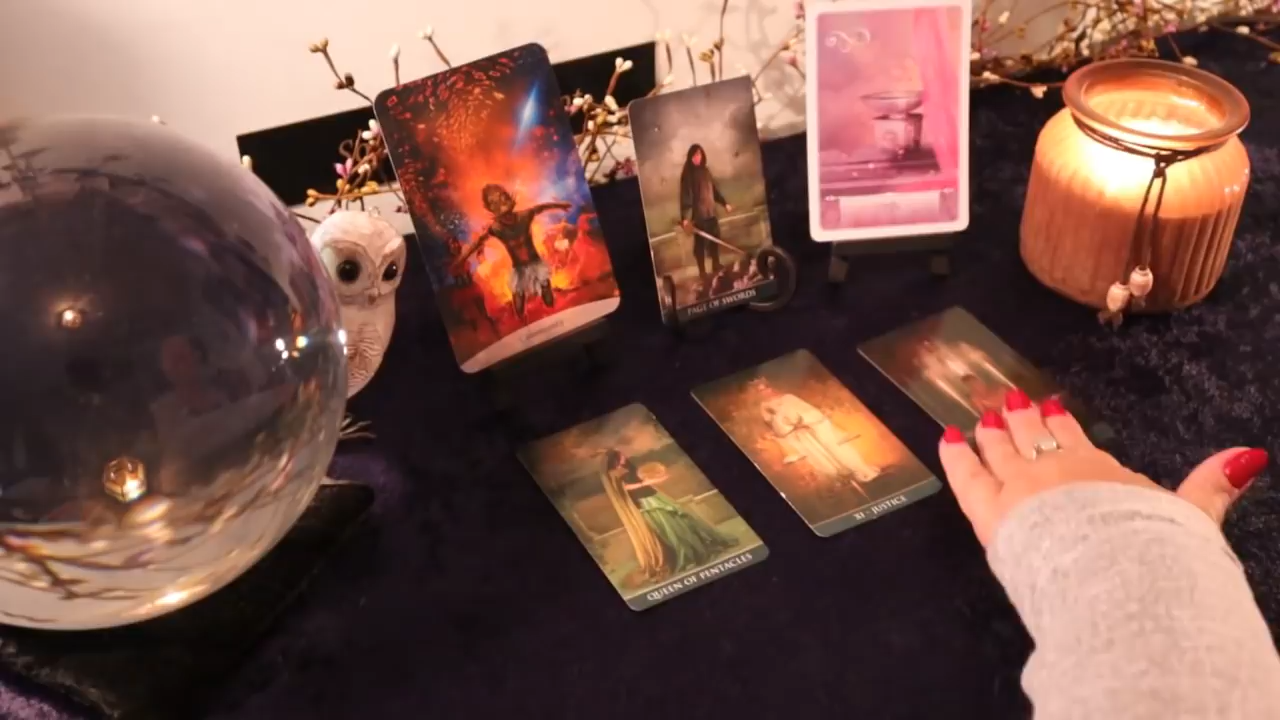 PAGE OF SWORDS
XI - JUSTICE
QUEEN OF PENTACLES